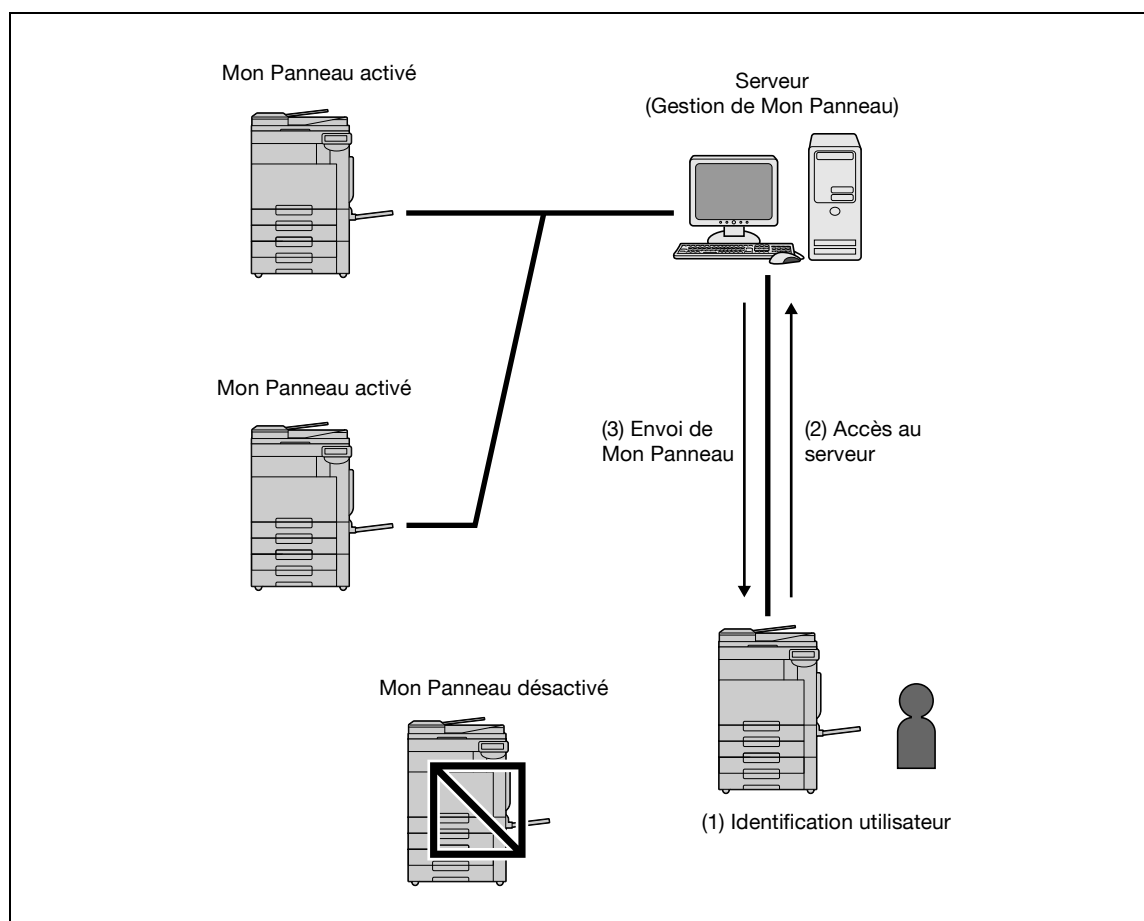 Mon Panneau activé
Serveur
(Gestion de Mon Panneau)
Mon Panneau activé
(3) Envoi de
Mon Panneau
(2) Accès au
serveur
Mon Panneau désactivé
(1) Identification utilisateur